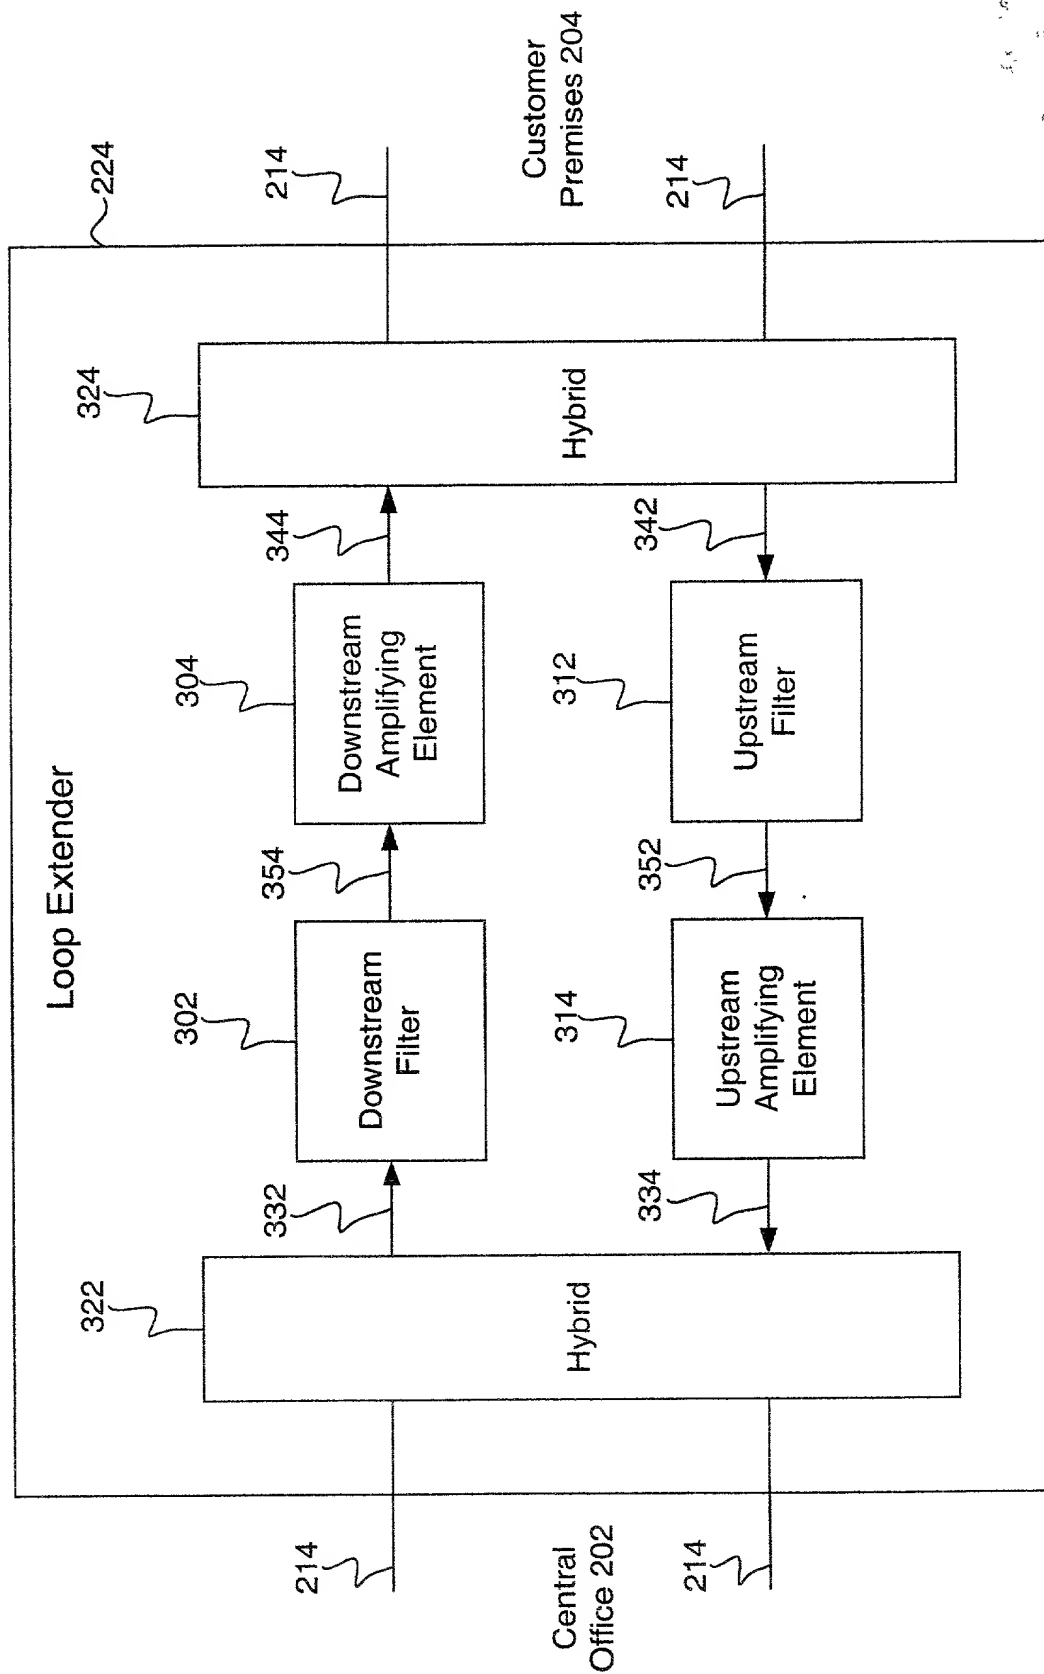 Loop Extender
224
322
332
302
354
304
344
324
214
214
Hybrid
Downstream
Filter
Downstream
Amplifying
Element
Hybrid
Central
Office 202
Customer
Premises 204
214
334
314
352
312
342
214
Upstream
Amplifying
Element
Upstream
Filter